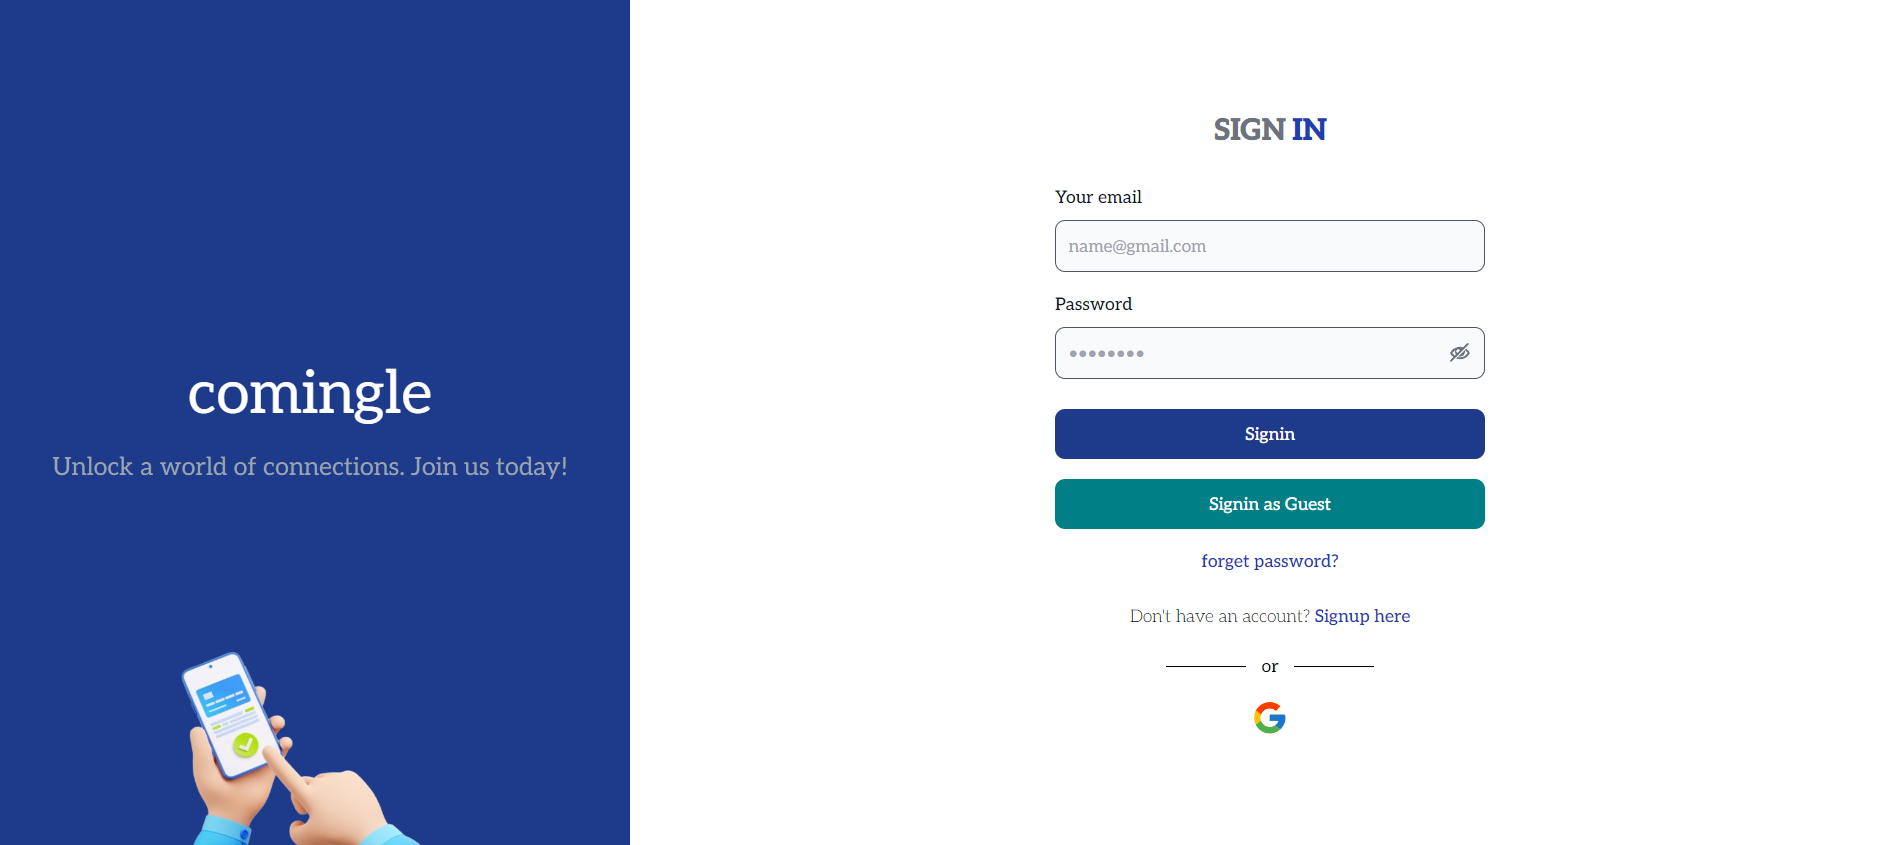 comingle
Unlock a world of connections. Join us today!
SIGN IN
Your email
name@gmail.com
Password
••••••••
Signin
Signin as Guest
forget password?
Don't have an account? Signup here
or